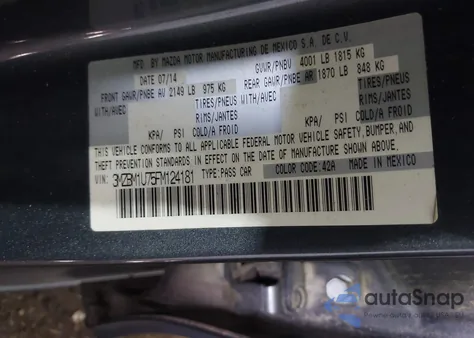 MFD. BY MAZDA MOTOR MANUFACTURING DE MEXICO S.A. DE C.V.
DATE 07/14
GVWR/PNBV 4001 LB 1815 KG
FRONT GAWR/PNBE AV 2149 LB 975 KG
REAR GAWR/PNBE AR 1870 LB 848 KG
WITH/AVEC TIRES/PNEUS WITH/AVEC TIRES/PNEUS
RIMS/JANTES RIMS/JANTES
KPA/ PSI COLD/A FROID KPA/ PSI COLD/A FROID
THIS VEHICLE CONFORMS TO ALL APPLICABLE FEDERAL MOTOR VEHICLE SAFETY, BUMPER, AND
THEFT PREVENTION STANDARDS IN EFFECT ON THE DATE OF MANUFACTURE SHOWN ABOVE.
VIN: 3MZBM1U75FM124181 TYPE: PASS CAR COLOR CODE: 42A MADE IN MEXICO
autoSnap